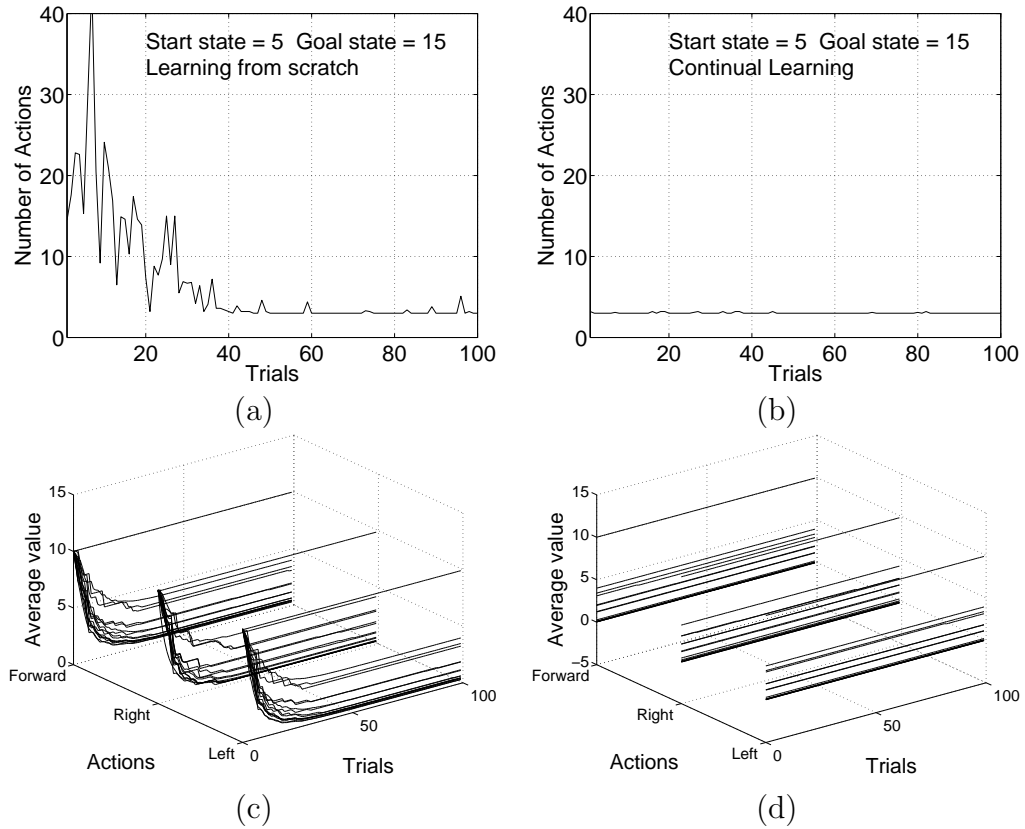 40
30
20
10
0
Number of Actions
Start state = 5 Goal state = 15
Learning from scratch
20 40 60 80 100
Trials
(a)
40
30
20
10
0
Number of Actions
Start state = 5 Goal state = 15
Continual Learning
20 40 60 80 100
Trials
(b)
15
10
5
0
Average value
Forward
Right
Left
Actions
0
50
100
Trials
(c)
15
10
5
0
−5
Average value
Forward
Right
Left
Actions
0
50
100
Trials
(d)